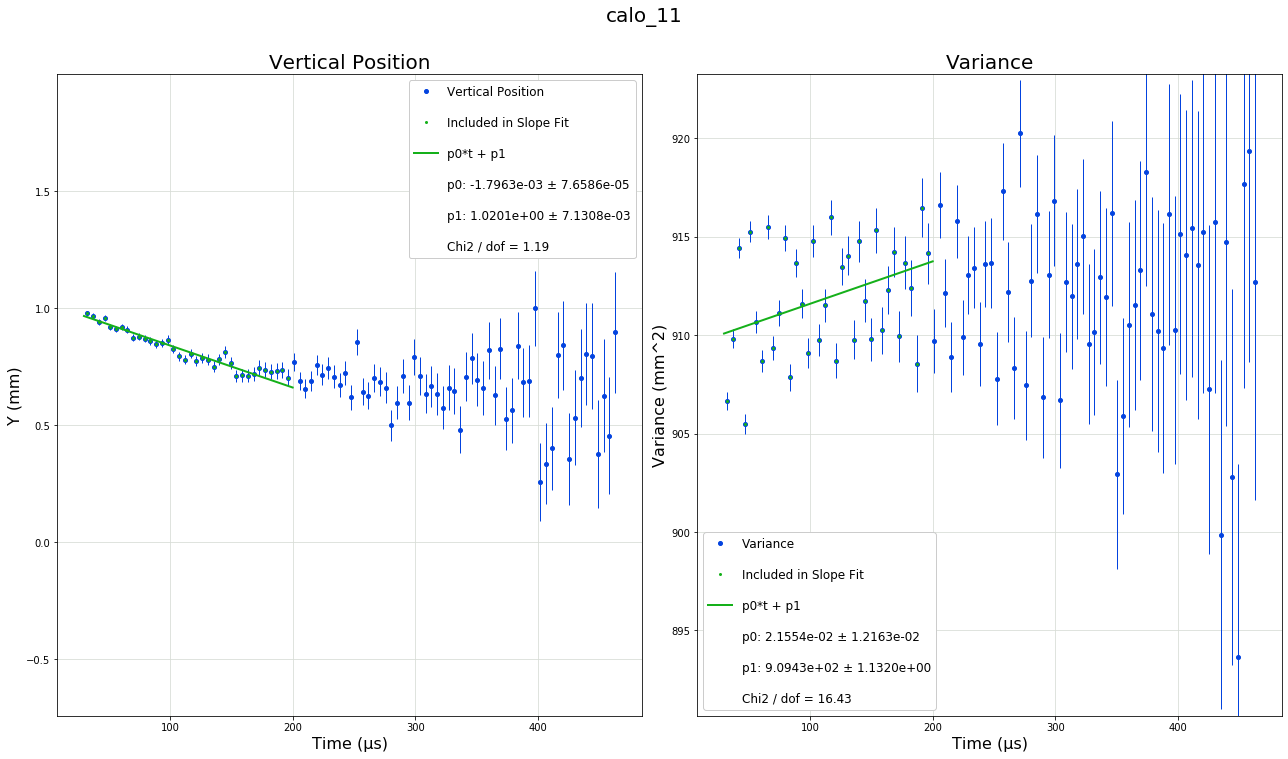 calo_11
Vertical Position
Vertical Position
Included in Slope Fit
p0*t + p1
p0: -1.7963e-03 ± 7.6586e-05
p1: 1.0201e+00 ± 7.1308e-03
Chi2 / dof = 1.19
1.5
1.0
0.5
0.0
−0.5
Y (mm)
100
200
300
400
Time (μs)
Variance
920
915
910
905
900
895
Variance (mm^2)
Variance
Included in Slope Fit
p0*t + p1
p0: 2.1554e-02 ± 1.2163e-02
p1: 9.0943e+02 ± 1.1320e+00
Chi2 / dof = 16.43
100
200
300
400
Time (μs)